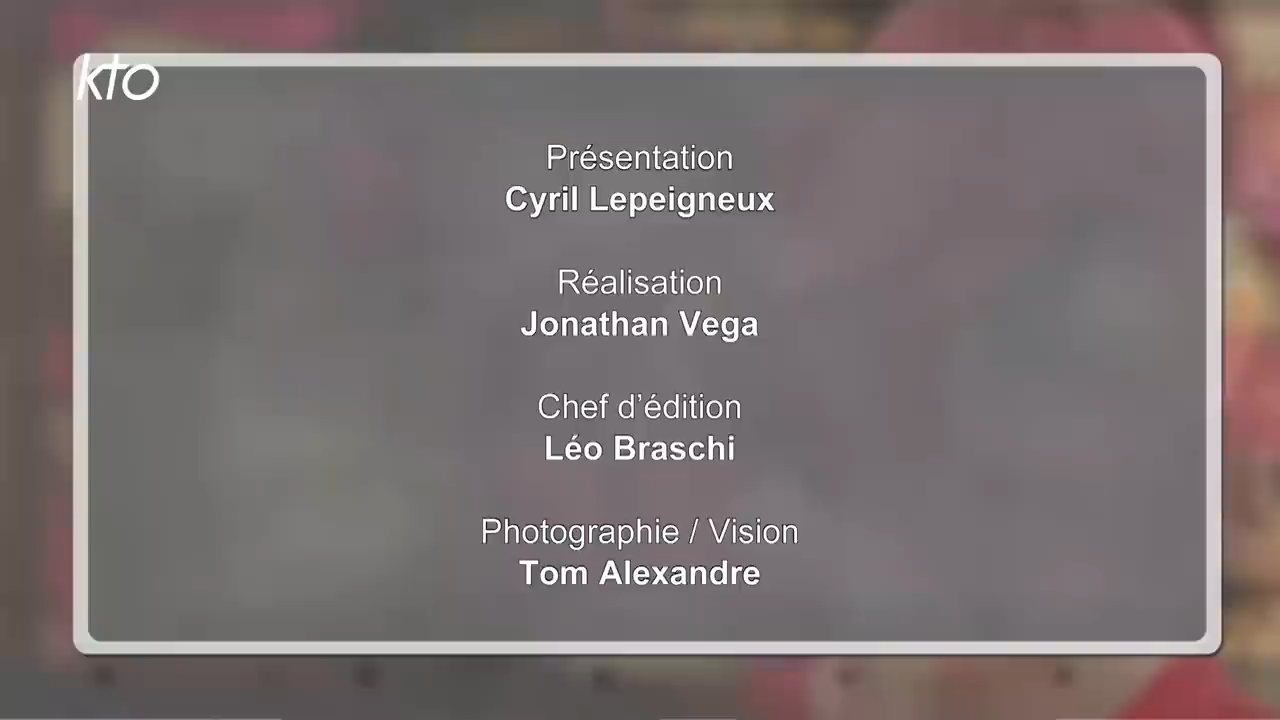 kto
Présentation
Cyril Lepeigneux
Réalisation
Jonathan Vega
Chef d’édition
Léo Braschi
Photographie / Vision
Tom Alexandre